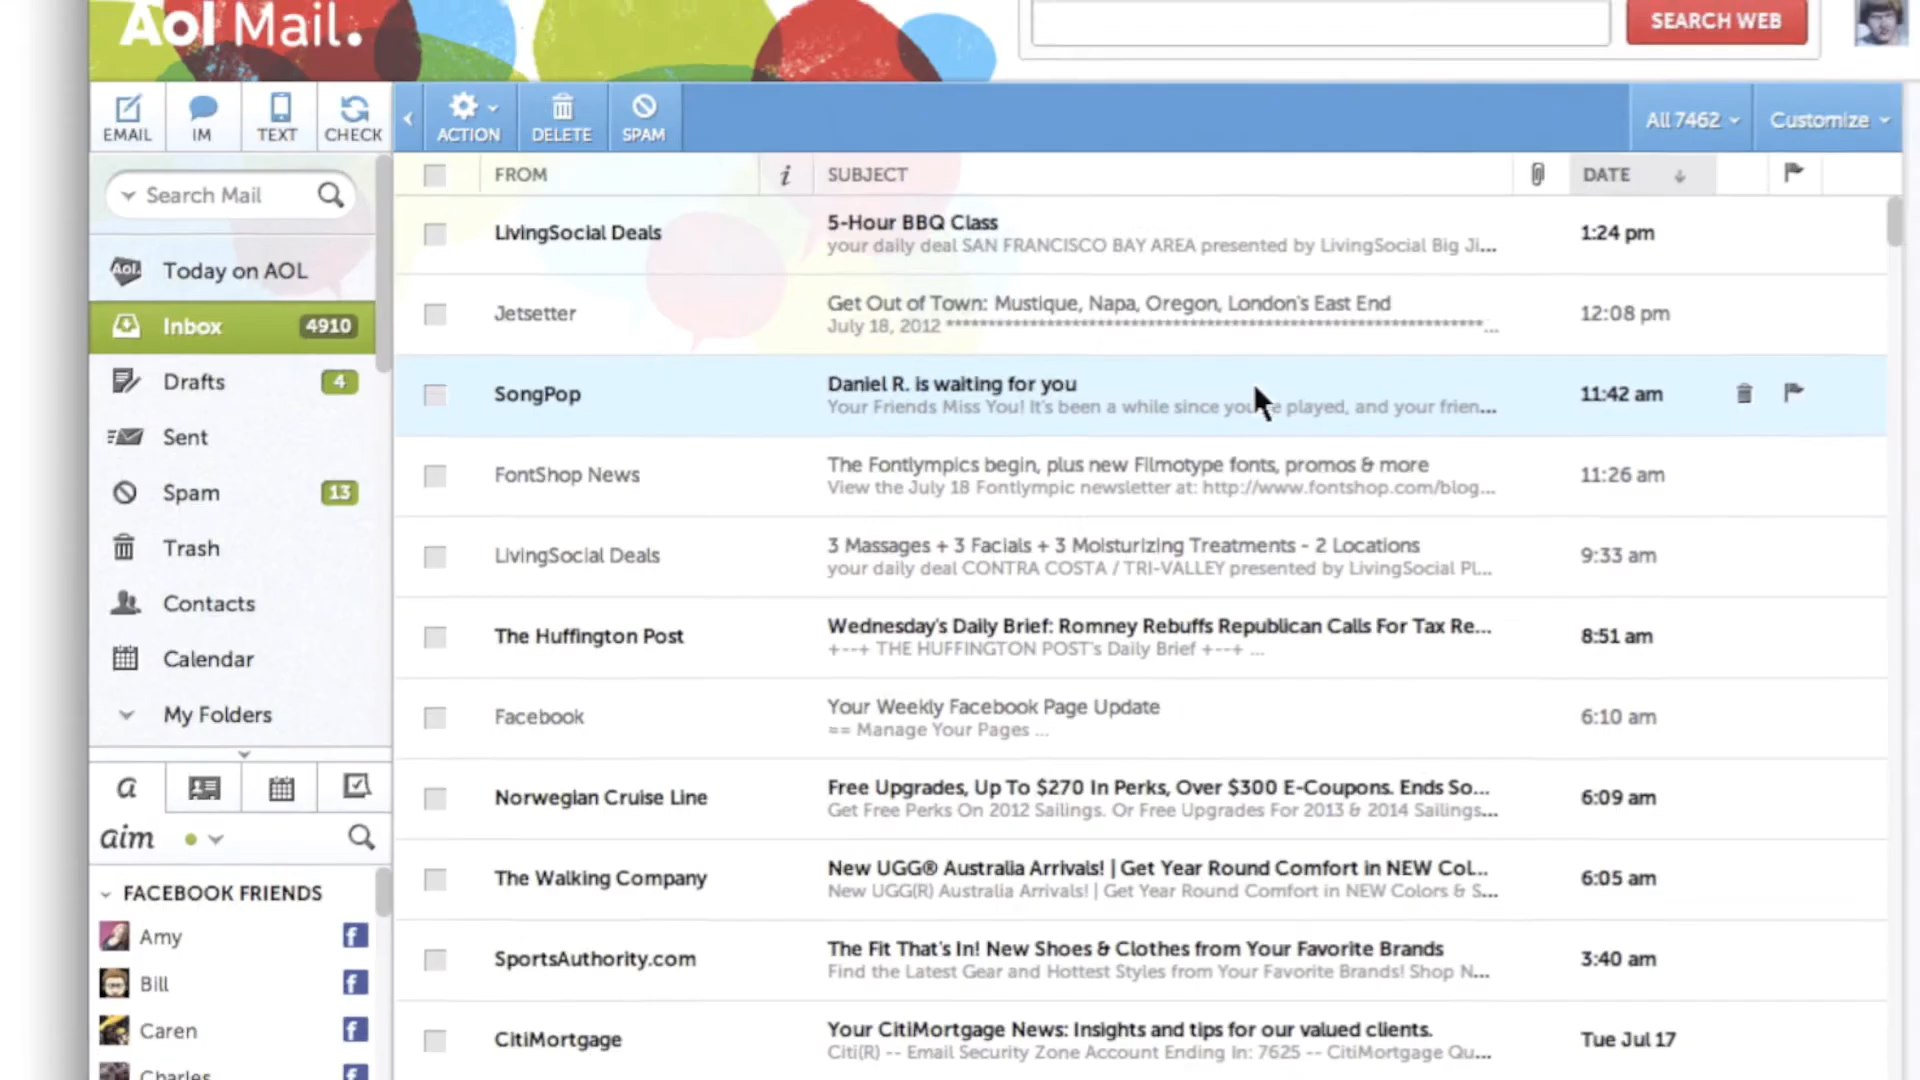 Aol Mail.
SEARCH WEB
EMAIL IM TEXT CHECK ACTION DELETE SPAM All 7462 Customize
FROM i SUBJECT DATE
Search Mail
Aol.
Today on AOL
Inbox 4910
Drafts 4
Sent
Spam 13
Trash
Contacts
Calendar
My Folders
a
aim
FACEBOOK FRIENDS
Amy f
Bill f
Caren f
Charles f
LivingSocial Deals
5-Hour BBQ Class
your daily deal SAN FRANCISCO BAY AREA presented by LivingSocial Big Ji...
1:24 pm
Jetsetter
Get Out of Town: Mustique, Napa, Oregon, London's East End
July 18, 2012 ******************************************************************************...
12:08 pm
SongPop
Daniel R. is waiting for you
Your Friends Miss You! It's been a while since you've played, and your frien...
11:42 am
FontShop News
The Fontlympics begin, plus new Filmotype fonts, promos & more
View the July 18 Fontlympic newsletter at: http://www.fontshop.com/blog...
11:26 am
LivingSocial Deals
3 Massages + 3 Facials + 3 Moisturizing Treatments - 2 Locations
your daily deal CONTRA COSTA / TRI-VALLEY presented by LivingSocial Pl...
9:33 am
The Huffington Post
Wednesday's Daily Brief: Romney Rebuffs Republican Calls For Tax Re...
+--+ THE HUFFINGTON POST's Daily Brief +--+ ...
8:51 am
Facebook
Your Weekly Facebook Page Update
== Manage Your Pages ...
6:10 am
Norwegian Cruise Line
Free Upgrades, Up To $270 In Perks, Over $300 E-Coupons. Ends So...
Get Free Perks On 2012 Sailings. Or Free Upgrades For 2013 & 2014 Sailings...
6:09 am
The Walking Company
New UGG® Australia Arrivals! | Get Year Round Comfort in NEW Col...
New UGG(R) Australia Arrivals! | Get Year Round Comfort in NEW Colors & S...
6:05 am
SportsAuthority.com
The Fit That's In! New Shoes & Clothes from Your Favorite Brands
Find the Latest Gear and Hottest Styles from Your Favorite Brands! Shop N...
3:40 am
CitiMortgage
Your CitiMortgage News: Insights and tips for our valued clients.
Citi(R) -- Email Security Zone Account Ending In: 7625 -- CitiMortgage Qu...
Tue Jul 17